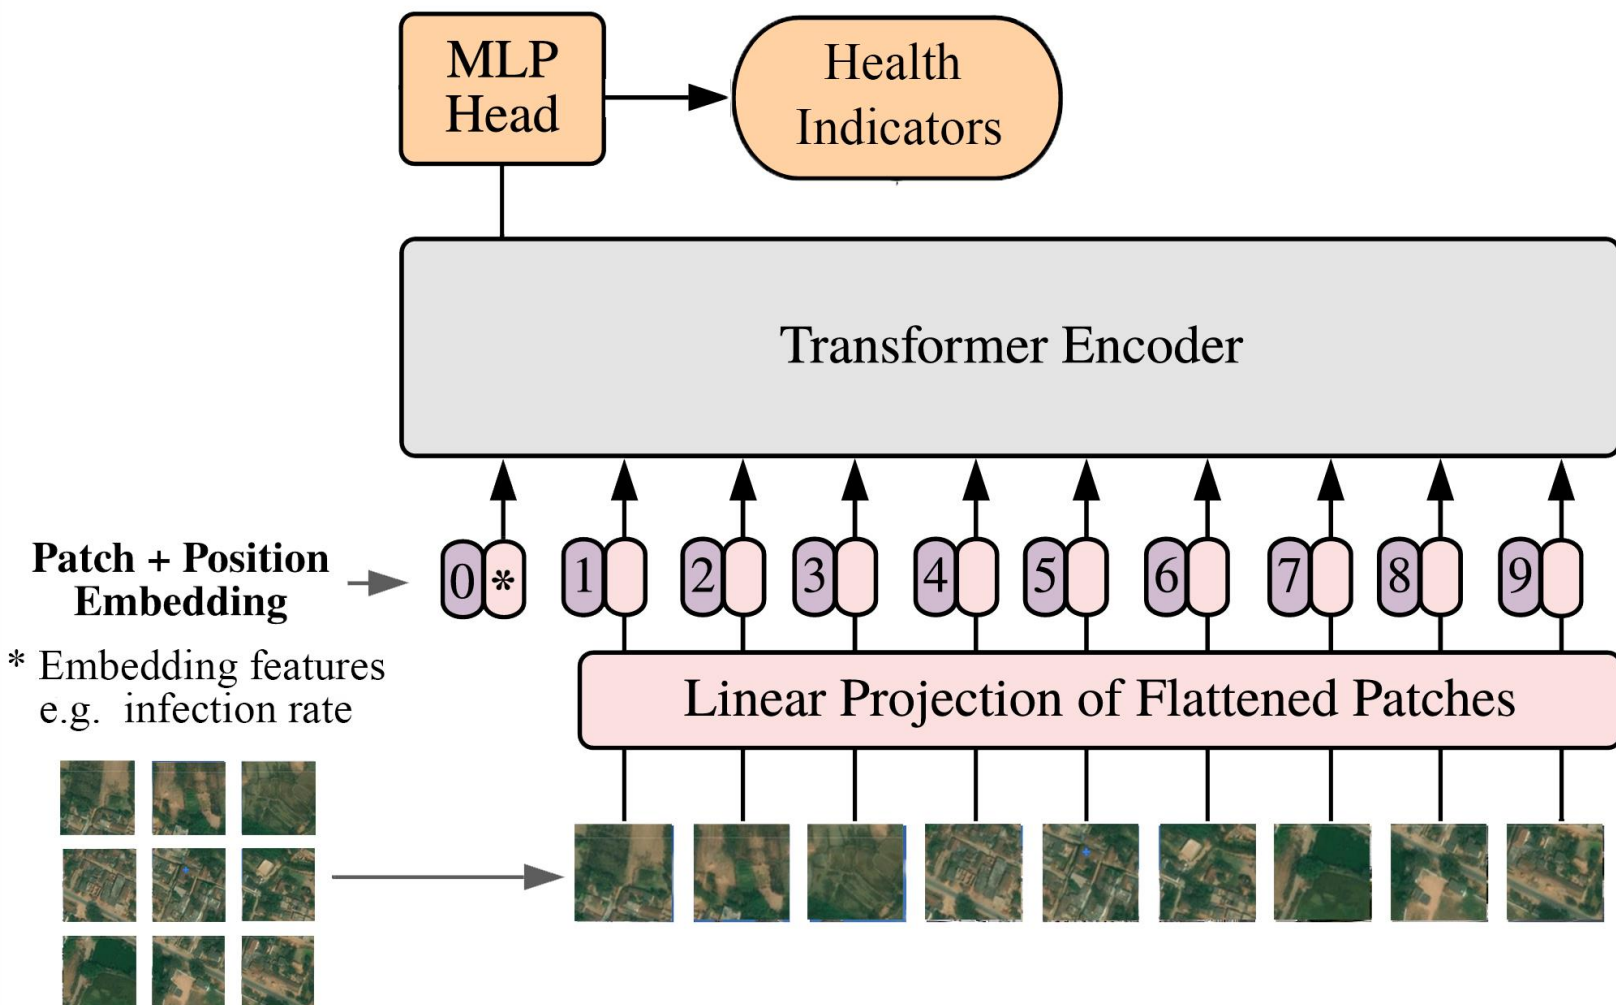 MLP
Head
Health
Indicators
Transformer Encoder
Patch + Position
Embedding
0 * 1 2 3 4 5 6 7 8 9
* Embedding features
e.g. infection rate
Linear Projection of Flattened Patches